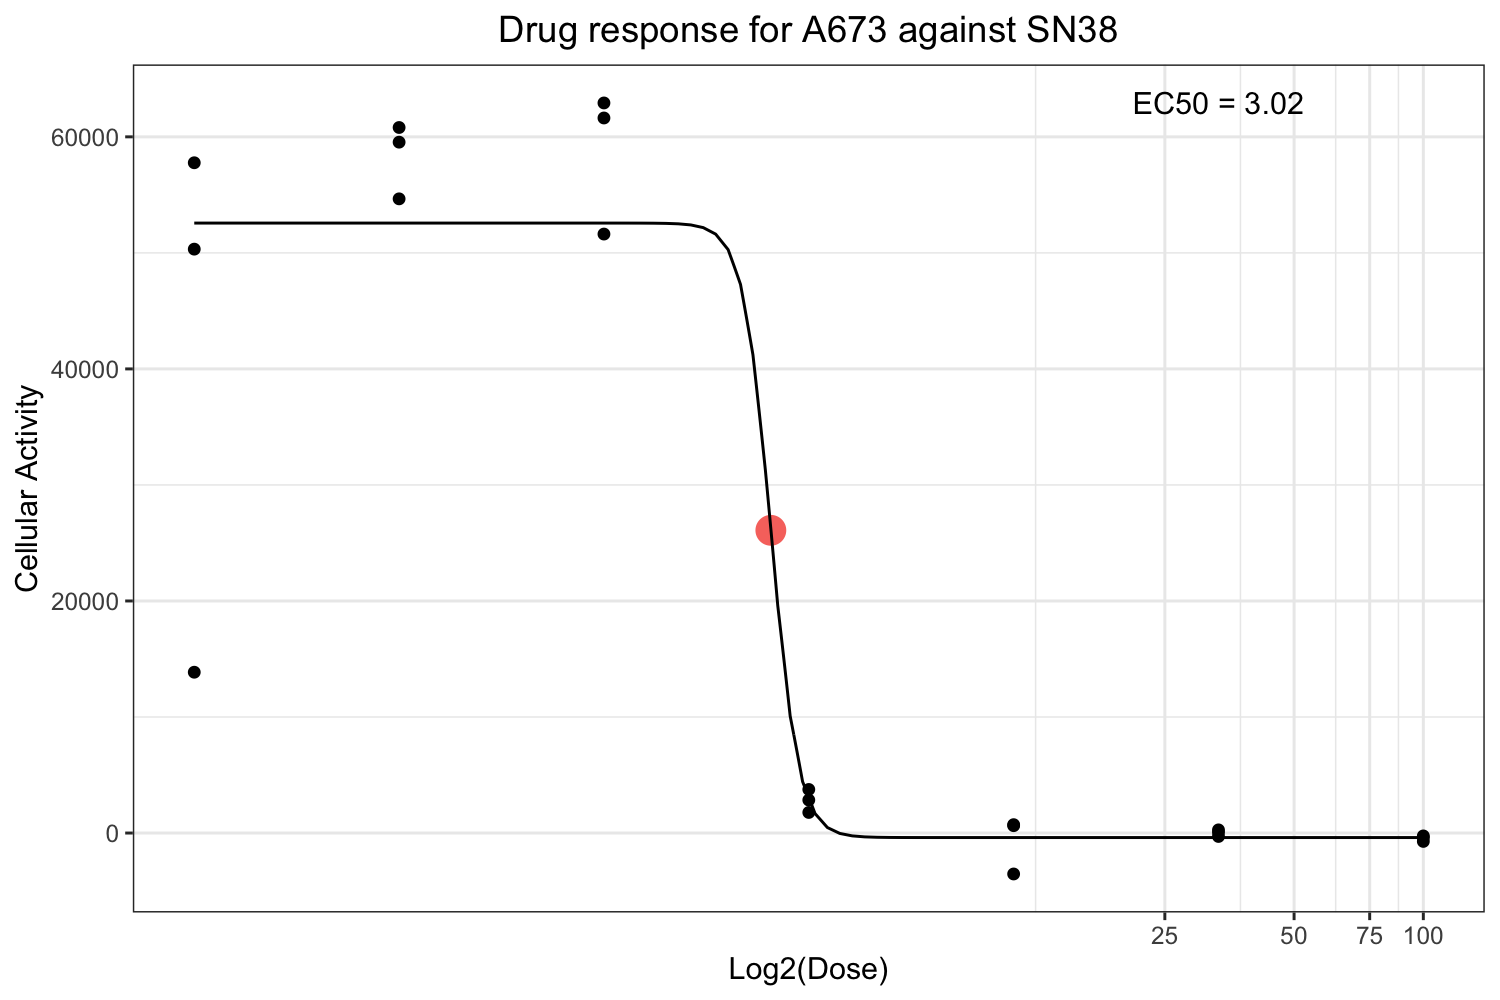 Drug response for A673 against SN38
EC50 = 3.02
60000
40000
20000
0
Cellular Activity
25 50 75 100
Log2(Dose)